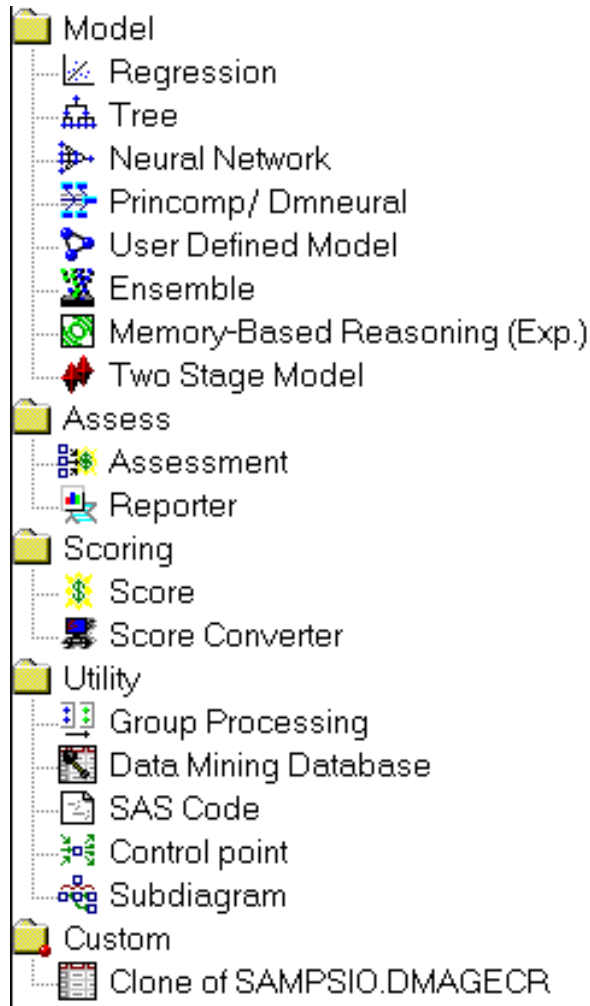 Model
Regression
Tree
Neural Network
Princomp/ Dmneural
User Defined Model
Ensemble
Memory-Based Reasoning (Exp.)
Two Stage Model
Assess
Assessment
Reporter
Scoring
Score
Score Converter
Utility
Group Processing
Data Mining Database
SAS Code
Control point
Subdiagram
Custom
Clone of SAMPSIO.DMAGECR